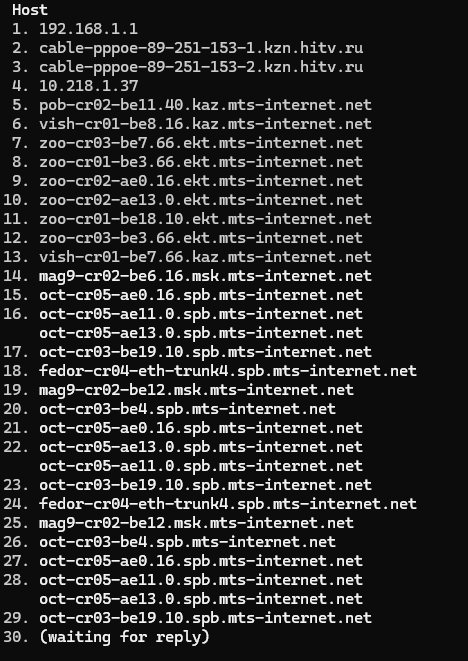 Host
1. 192.168.1.1
2. cable-pppoe-89-251-153-1.kzn.hitv.ru
3. cable-pppoe-89-251-153-2.kzn.hitv.ru
4. 10.218.1.37
5. pob-cr02-be11.40.kaz.mts-internet.net
6. vish-cr01-be8.16.kaz.mts-internet.net
7. zoo-cr03-be7.66.ekt.mts-internet.net
8. zoo-cr01-be3.66.ekt.mts-internet.net
9. zoo-cr02-ae0.16.ekt.mts-internet.net
10. zoo-cr02-ae13.0.ekt.mts-internet.net
11. zoo-cr01-be18.10.ekt.mts-internet.net
12. zoo-cr03-be3.66.ekt.mts-internet.net
13. vish-cr01-be7.66.kaz.mts-internet.net
14. mag9-cr02-be6.16.msk.mts-internet.net
15. oct-cr05-ae0.16.spb.mts-internet.net
16. oct-cr05-ae11.0.spb.mts-internet.net
oct-cr05-ae13.0.spb.mts-internet.net
17. oct-cr03-be19.10.spb.mts-internet.net
18. fedor-cr04-eth-trunk4.spb.mts-internet.net
19. mag9-cr02-be12.msk.mts-internet.net
20. oct-cr03-be4.spb.mts-internet.net
21. oct-cr05-ae0.16.spb.mts-internet.net
22. oct-cr05-ae13.0.spb.mts-internet.net
oct-cr05-ae11.0.spb.mts-internet.net
23. oct-cr03-be19.10.spb.mts-internet.net
24. fedor-cr04-eth-trunk4.spb.mts-internet.net
25. mag9-cr02-be12.msk.mts-internet.net
26. oct-cr03-be4.spb.mts-internet.net
27. oct-cr05-ae0.16.spb.mts-internet.net
28. oct-cr05-ae11.0.spb.mts-internet.net
oct-cr05-ae13.0.spb.mts-internet.net
29. oct-cr03-be19.10.spb.mts-internet.net
30. (waiting for reply)